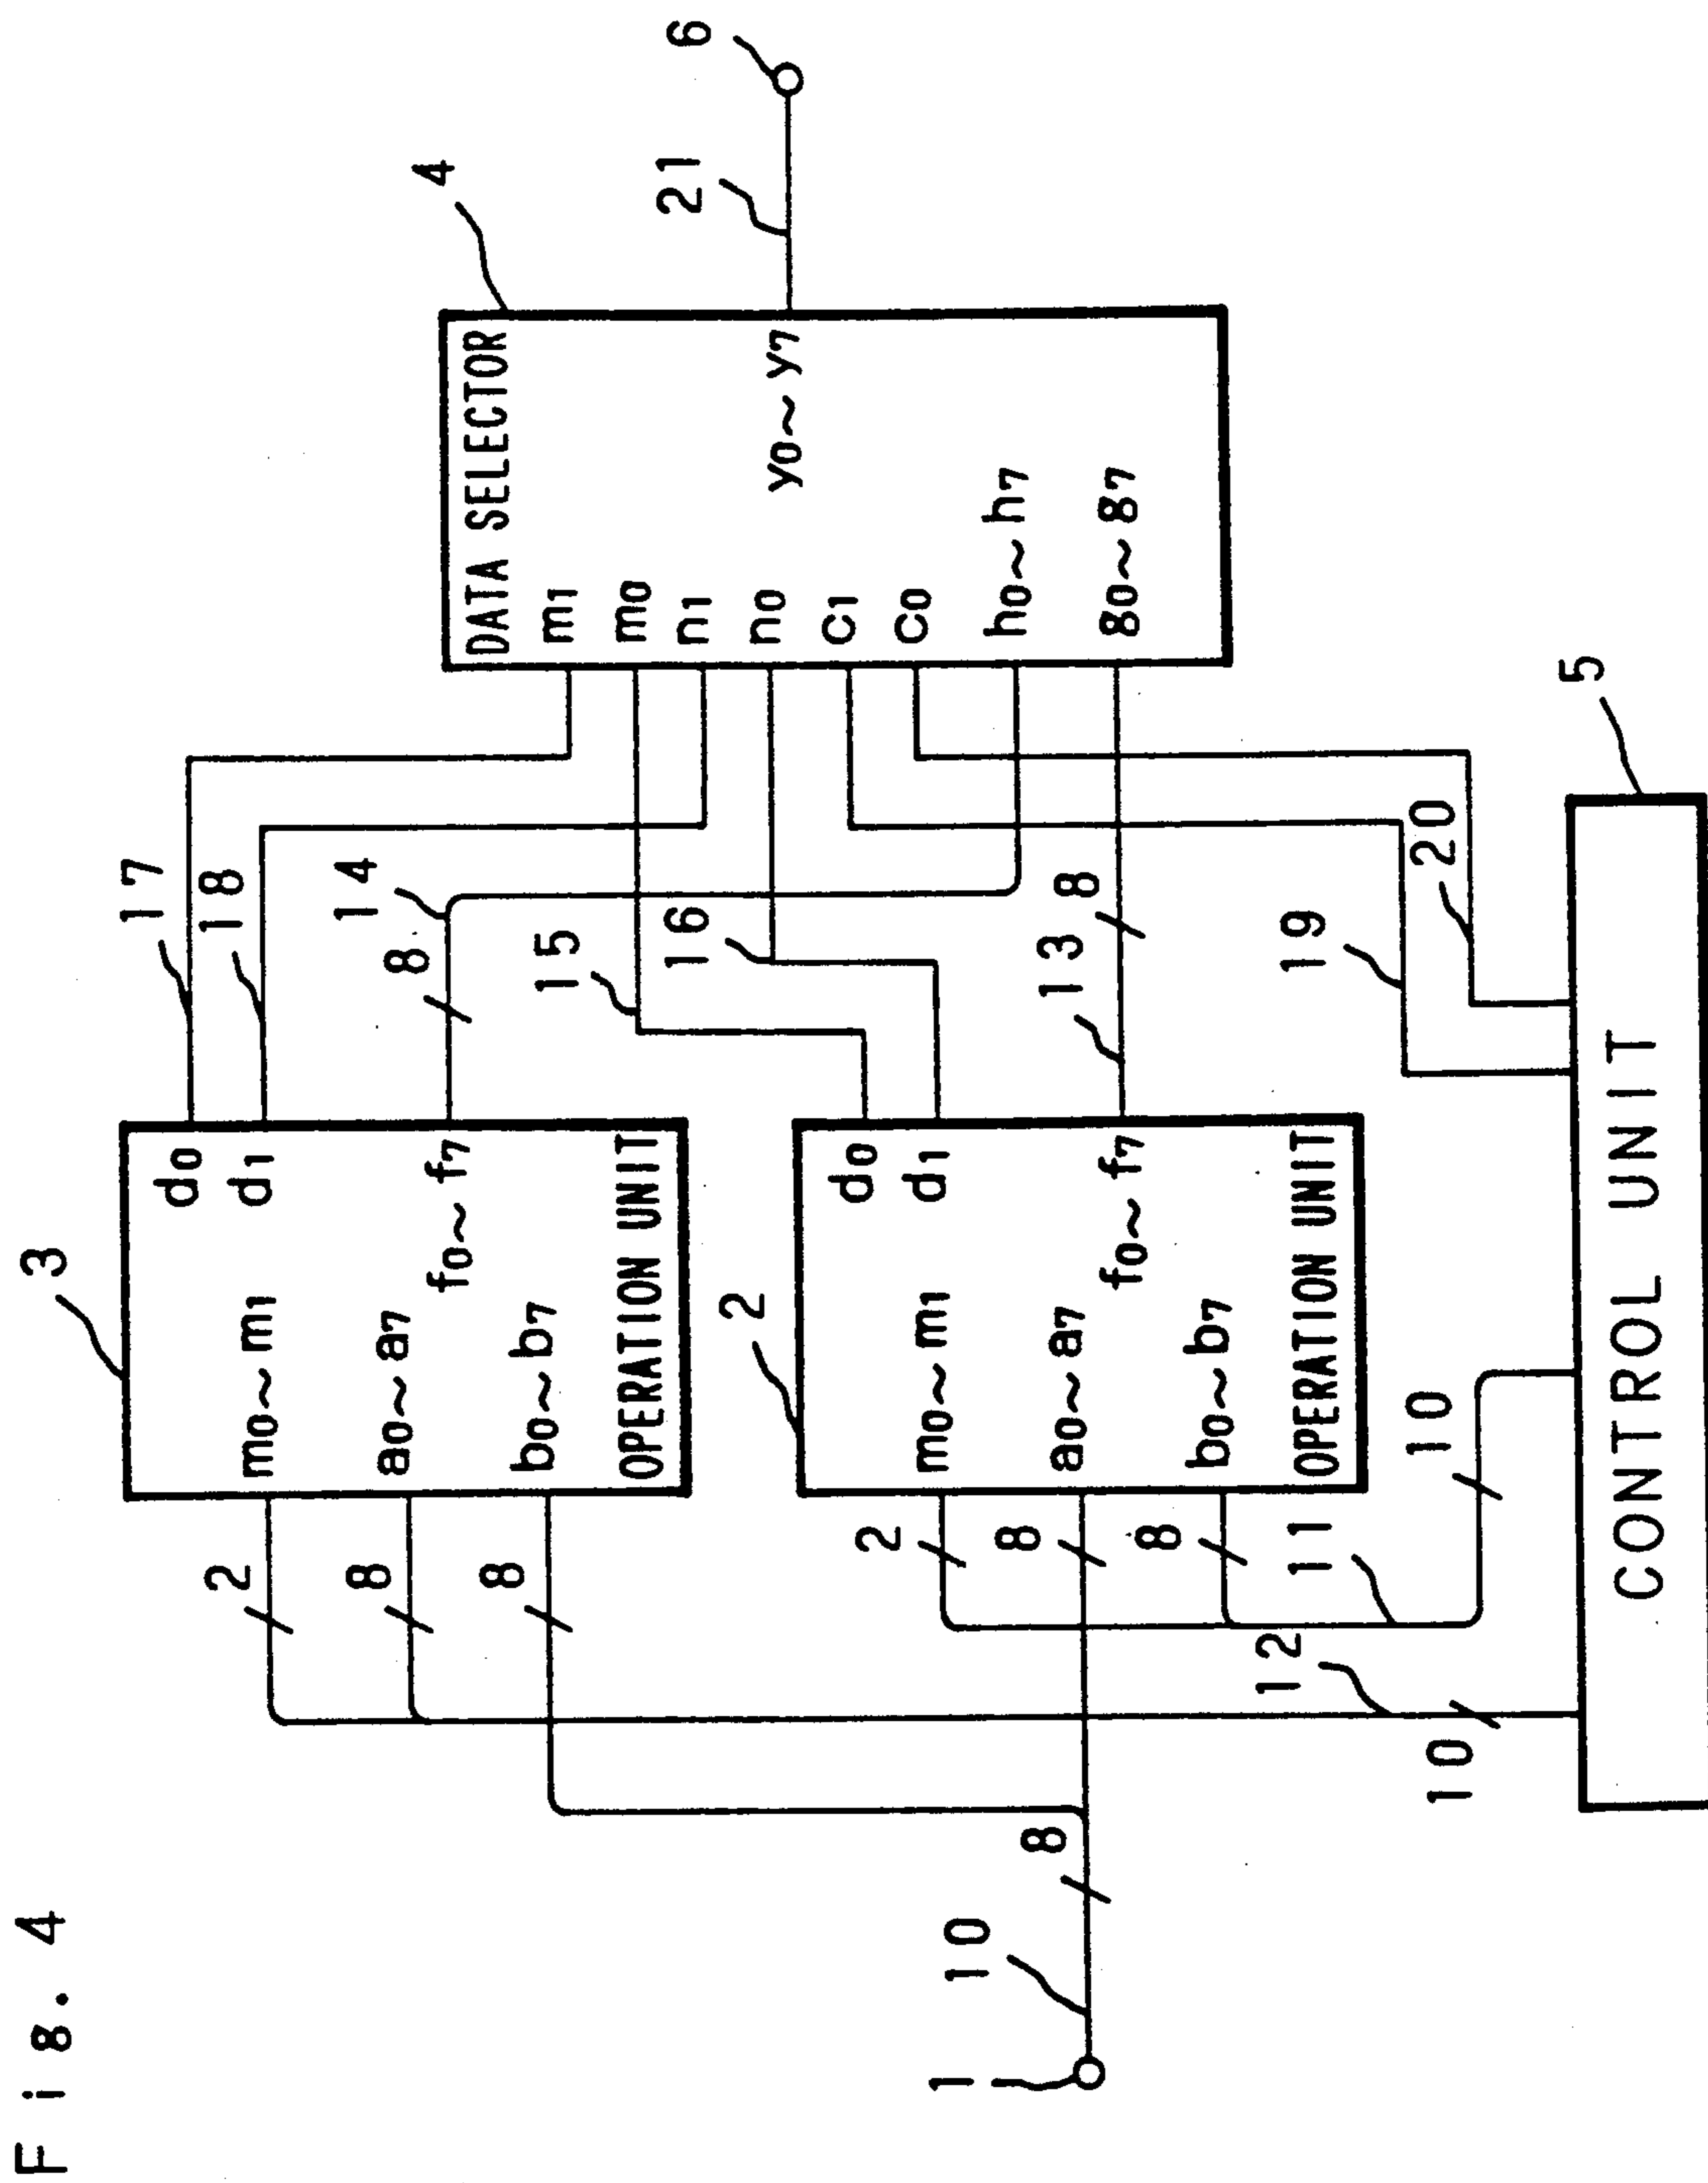 Fig. 4
3
17
18
14
8
d0
d1
m0~m1
a0~a7
f0~f7
b0~b7
OPERATION UNIT
2
8
8
4
DATA SELECTOR
m1
m0
n1
n0
y0~y7
c1
c0
h0~h7
g0~g7
21
6
15
16
13
8
2
d0
d1
m0~m1
a0~a7
f0~f7
b0~b7
OPERATION UNIT
2
8
8
1
10
8
11
12
10
10
19
20
5
CONTROL UNIT